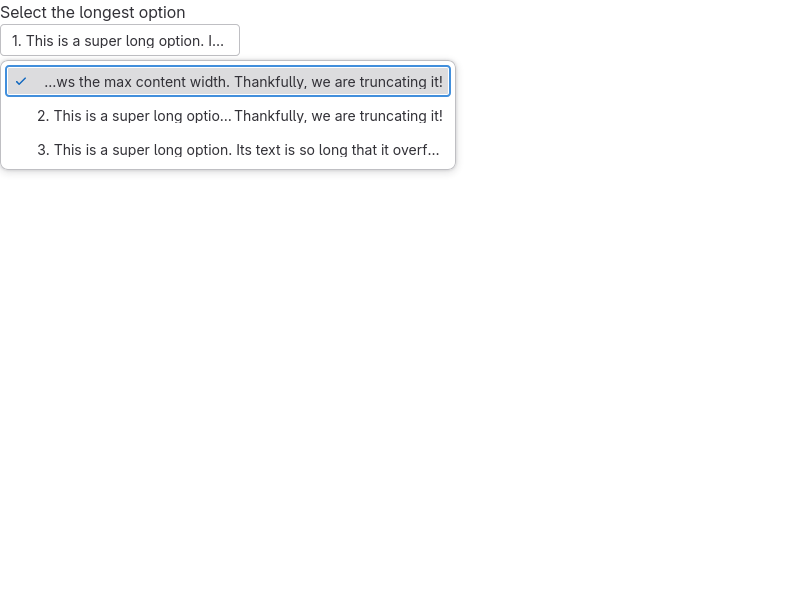 Select the longest option
1. This is a super long option. I...
...ws the max content width. Thankfully, we are truncating it!
2. This is a super long optio... Thankfully, we are truncating it!
3. This is a super long option. Its text is so long that it overf...